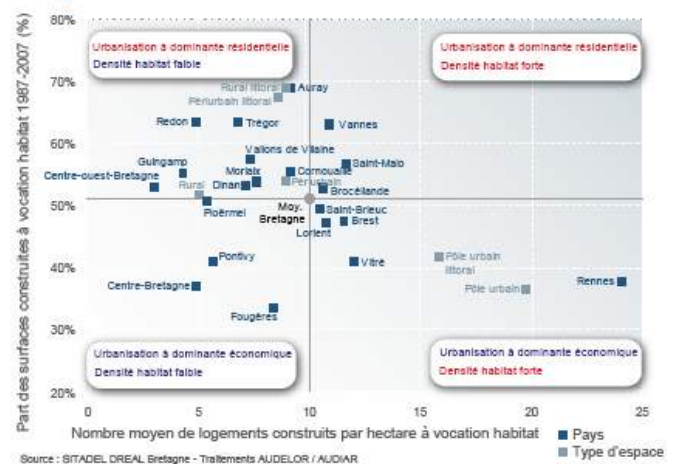 Part des surfaces construites à vocation habitat 1987-2007 (%)
80%
70%
60%
50%
40%
30%
20%
Urbanisation à dominante résidentielle
Densité habitat faible
Urbanisation à dominante résidentielle
Densité habitat forte
Rural littoral
Auray
Périurbain littoral
Redon
Trégor
Vannes
Vallons de Vilaine
Guingamp
Saint-Malo
Centre-ouest-Bretagne
Morlaix
Cornouaille
Rural
Dinan
Périurbain
Brocéliande
Ploërmel
Moy.
Bretagne
Saint-Brieuc
Lorient
Brest
Pontivy
Vitré
Pôle urbain
littoral
Centre-Bretagne
Pôle urbain
Rennes
Fougères
Urbanisation à dominante économique
Densité habitat faible
Urbanisation à dominante économique
Densité habitat forte
0
5
10
15
20
25
Nombre moyen de logements construits par hectare à vocation habitat
Pays
Type d'espace
Source : SITADEL DREAL Bretagne - Traitements AUDELOR / AUDIAR